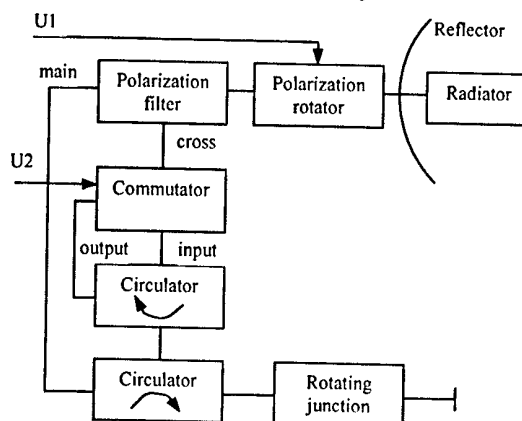 U1
Reflector
main
Polarization
filter
Polarization
rotator
Radiator
cross
U2
Commutator
output
input
Circulator
Circulator
Rotating
junction